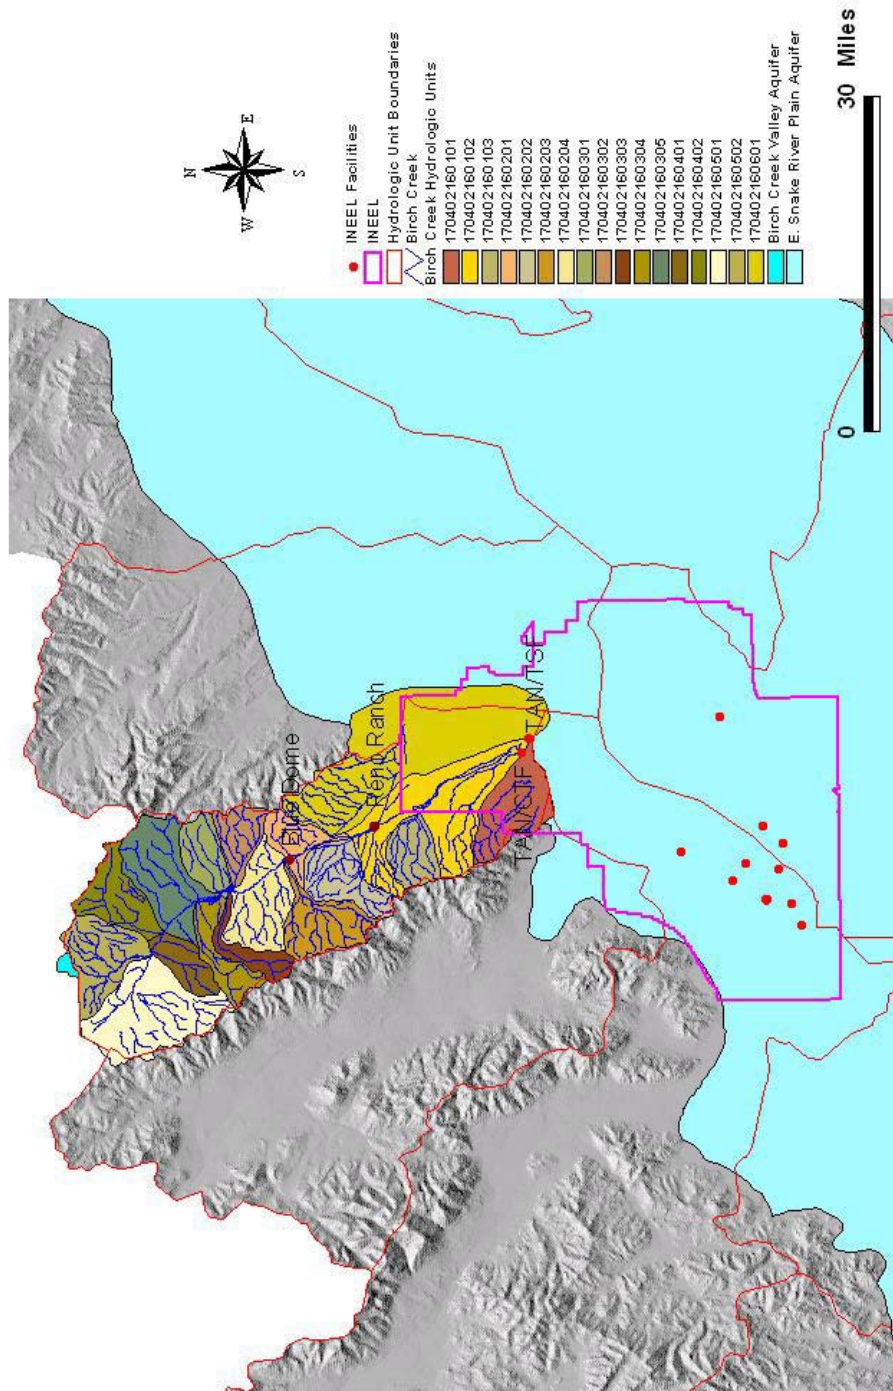 N
W
E
S
INEEL Facilities
INEEL
Hydrologic Unit Boundaries
Birch Creek
Birch Creek Hydrologic Units
170402160101
170402160102
170402160103
170402160201
170402160202
170402160203
170402160204
170402160301
170402160302
170402160303
170402160304
170402160305
170402160401
170402160402
170402160501
170402160502
170402160601
Birch Creek Valley Aquifer
E. Snake River Plain Aquifer
Blue Dome
Reno Ranch
TAN/CTF
TAN/TSF
0
30 Miles